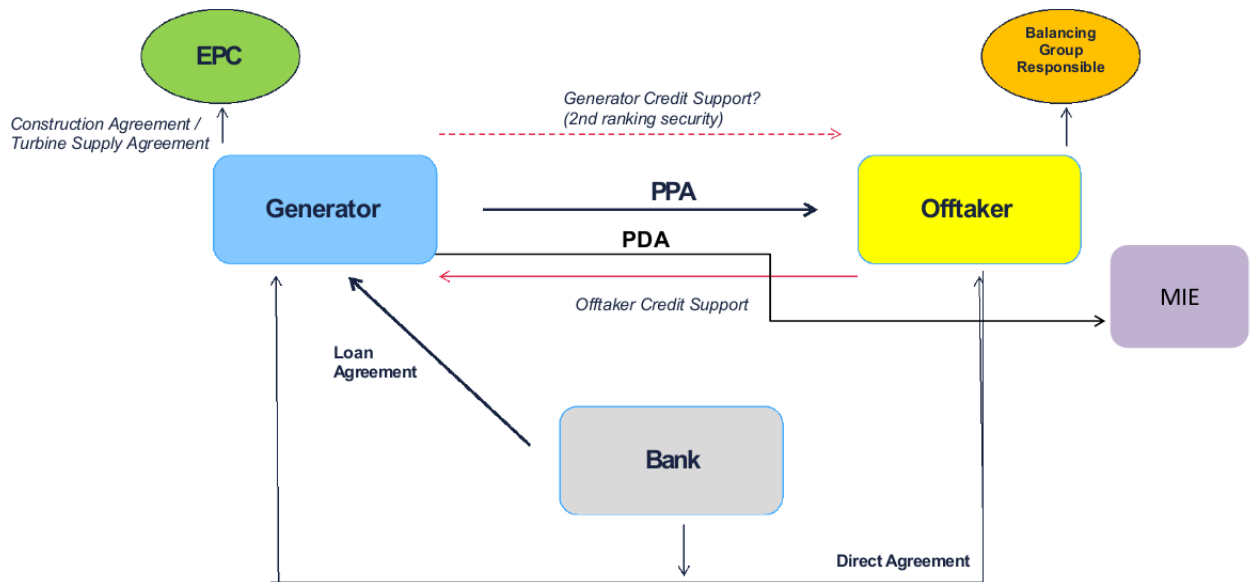 EPC
Balancing
Group
Responsible
Construction Agreement /
Turbine Supply Agreement
Generator Credit Support?
(2nd ranking security)
Generator
PPA
Offtaker
PDA
Offtaker Credit Support
MIE
Loan
Agreement
Bank
Direct Agreement